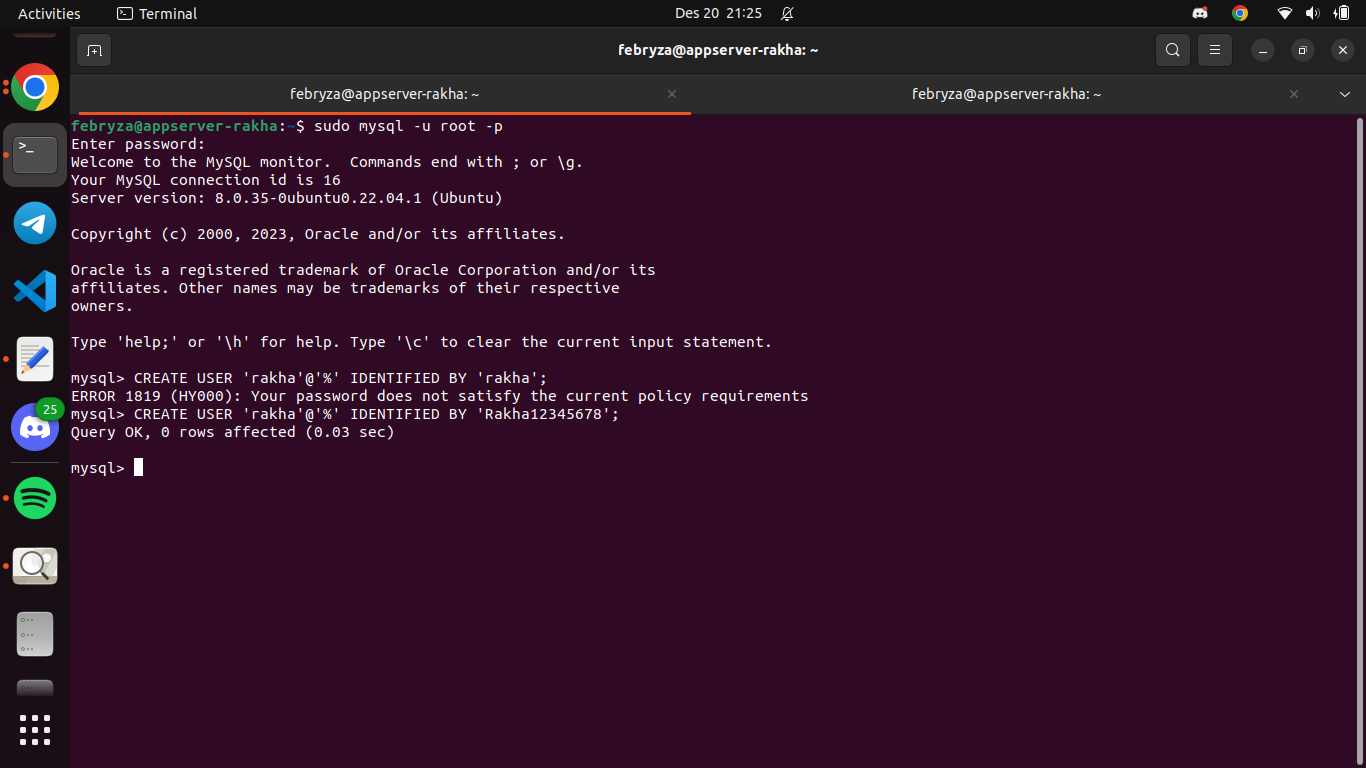 Activities
Terminal
Des 20 21:25
febryza@appserver-rakha: ~
febryza@appserver-rakha: ~
febryza@appserver-rakha: ~
febryza@appserver-rakha:~$ sudo mysql -u root -p
Enter password:
Welcome to the MySQL monitor.  Commands end with ; or \g.
Your MySQL connection id is 16
Server version: 8.0.35-0ubuntu0.22.04.1 (Ubuntu)
Copyright (c) 2000, 2023, Oracle and/or its affiliates.
Oracle is a registered trademark of Oracle Corporation and/or its
affiliates. Other names may be trademarks of their respective
owners.
Type 'help;' or '\h' for help. Type '\c' to clear the current input statement.
mysql> CREATE USER 'rakha'@'%' IDENTIFIED BY 'rakha';
ERROR 1819 (HY000): Your password does not satisfy the current policy requirements
mysql> CREATE USER 'rakha'@'%' IDENTIFIED BY 'Rakha12345678';
Query OK, 0 rows affected (0.03 sec)
mysql>
>_
25